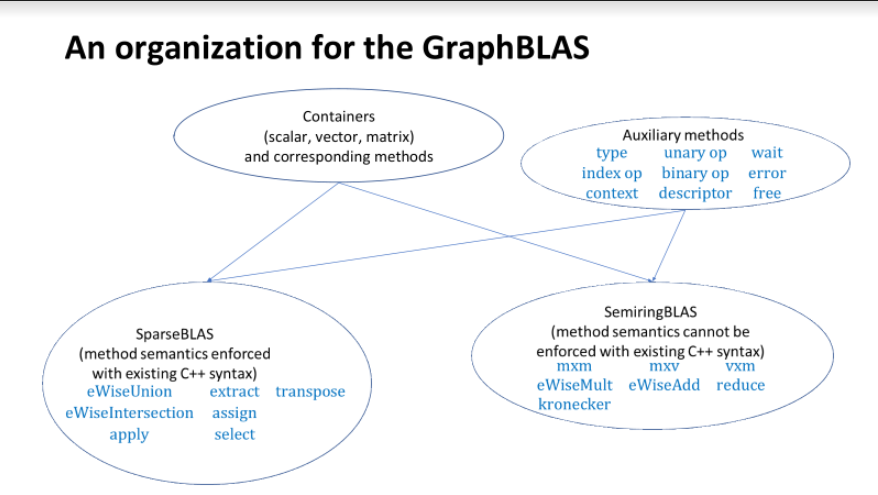 An organization for the GraphBLAS
Containers
(scalar, vector, matrix)
and corresponding methods
Auxiliary methods
type unary op wait
index op binary op error
context descriptor free
SparseBLAS
(method semantics enforced
with existing C++ syntax)
eWiseUnion extract transpose
eWiseIntersection assign
apply select
SemiringBLAS
(method semantics cannot be
enforced with existing C++ syntax)
mxm mxv vxm
eWiseMult eWiseAdd reduce
kronecker